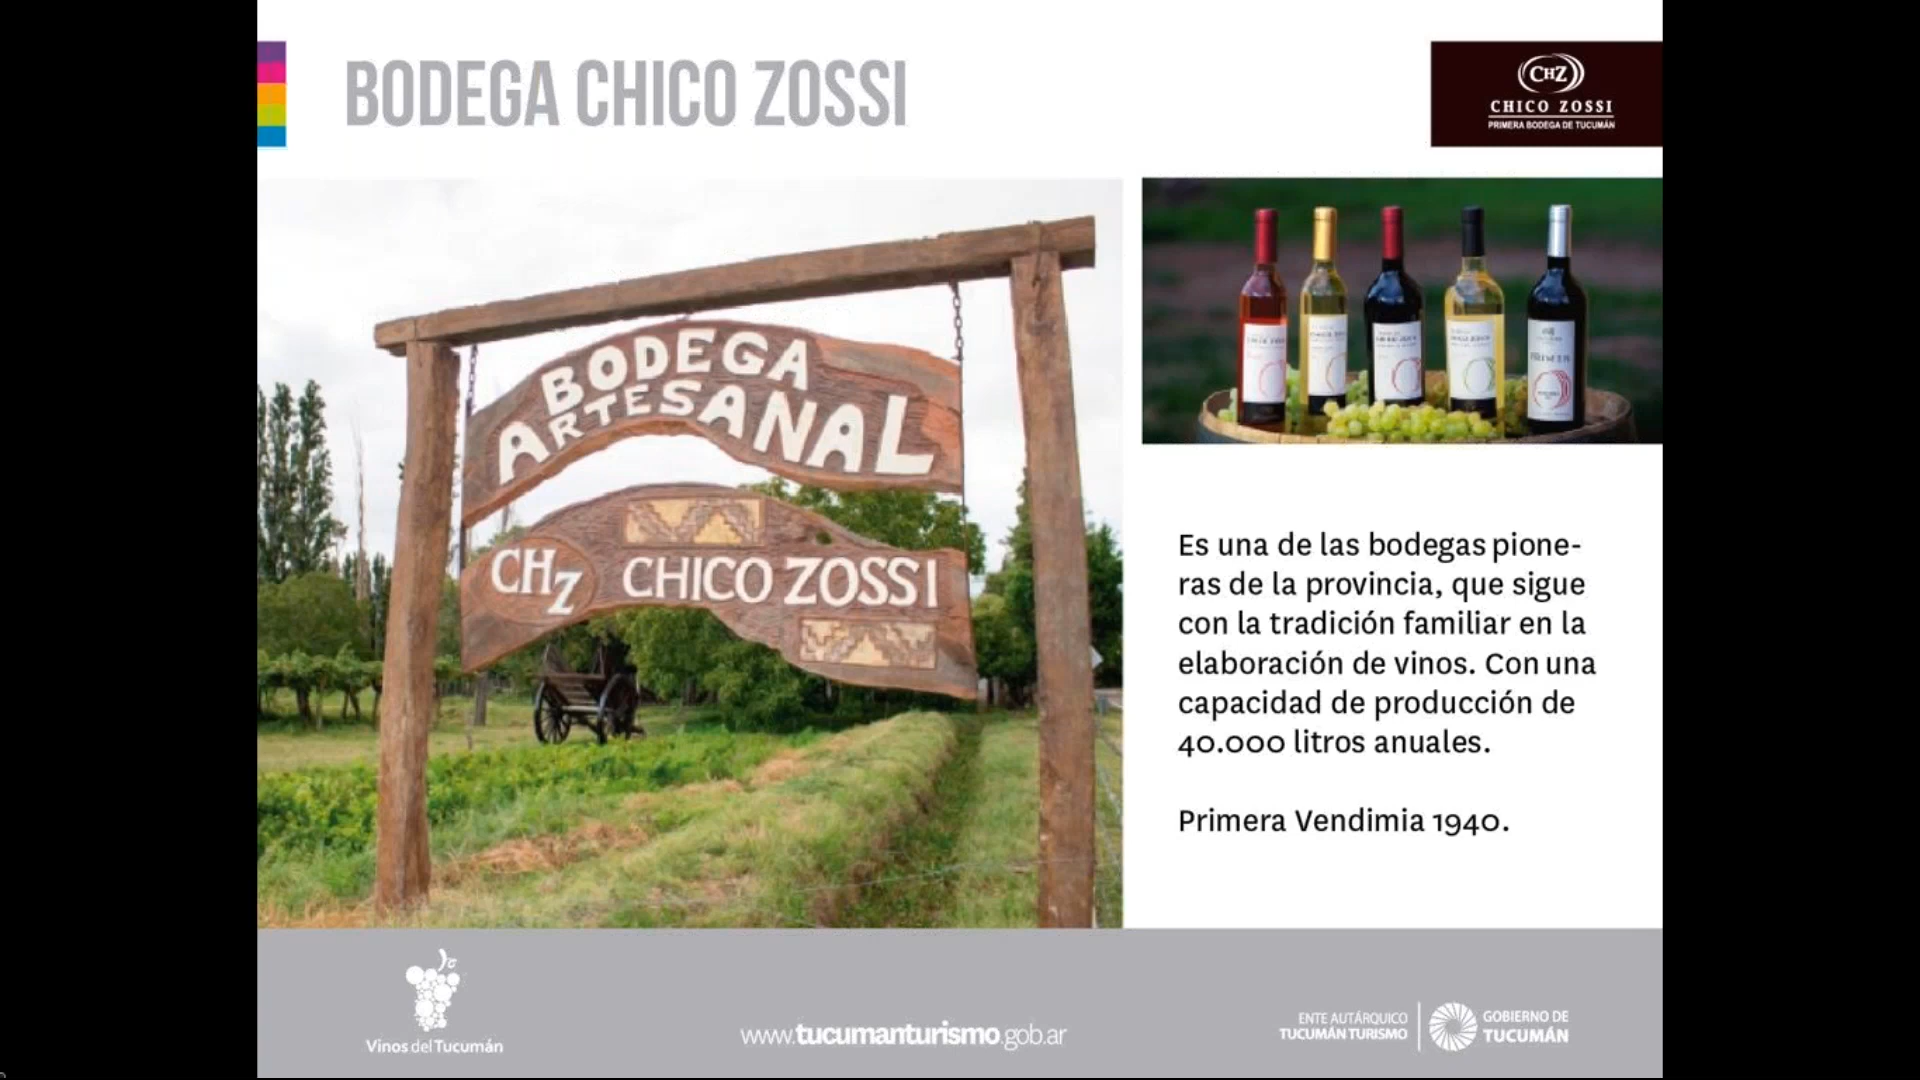 BODEGA CHICO ZOSSI
CHZ
CHICO ZOSSI
PRIMERA BODEGA DE TUCUMÁN
BODEGA
ARTESANAL
CHZ CHICO ZOSSI
Es una de las bodegas pione-
ras de la provincia, que sigue
con la tradición familiar en la
elaboración de vinos. Con una
capacidad de producción de
40.000 litros anuales.
Primera Vendimia 1940.
Vinos del Tucumán
www.tucumanturismo.gob.ar
ENTE AUTÁRQUICO
TUCUMÁN TURISMO
GOBIERNO DE
TUCUMÁN